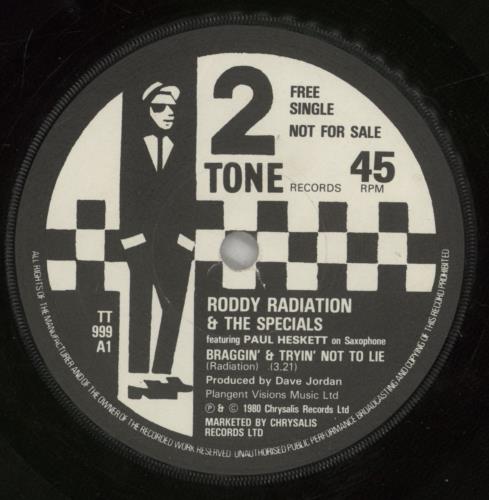 2
TONE
RECORDS
FREE
SINGLE
NOT FOR SALE
45
RPM
TT
999
A1
RODDY RADIATION
& THE SPECIALS
featuring PAUL HESKETT on Saxophone
BRAGGIN' & TRYIN' NOT TO LIE
(Radiation) (3.21)
Produced by Dave Jordan
Plangent Visions Music Ltd
Ⓟ & © 1980 Chrysalis Records Ltd
MARKETED BY CHRYSALIS
RECORDS LTD
ALL RIGHTS OF THE MANUFACTURER AND OF THE OWNER OF THE RECORDED WORK RESERVED UNAUTHORISED PUBLIC PERFORMANCE BROADCASTING AND COPYING OF THIS RECORD PROHIBITED